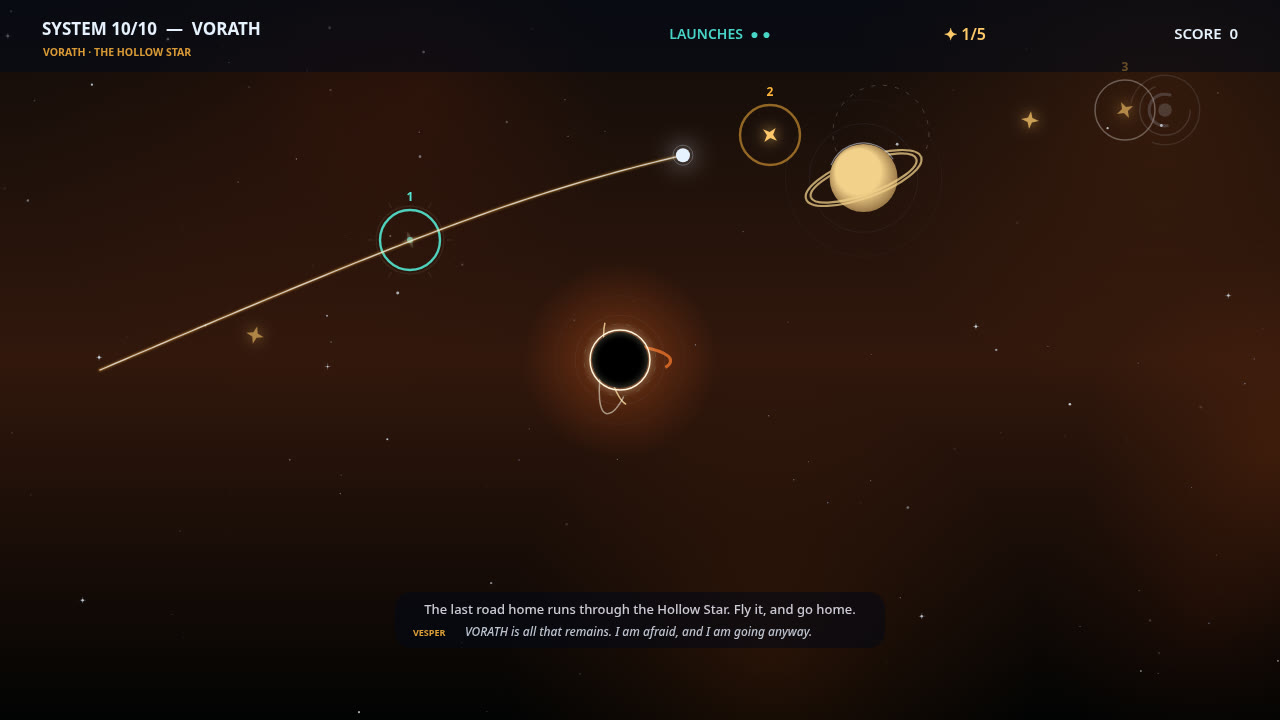 SYSTEM 10/10 — VORATH
VORATH · THE HOLLOW STAR
LAUNCHES
1/5
SCORE 0
3
2
1
The last road home runs through the Hollow Star. Fly it, and go home.
VESPER VORATH is all that remains. I am afraid, and I am going anyway.